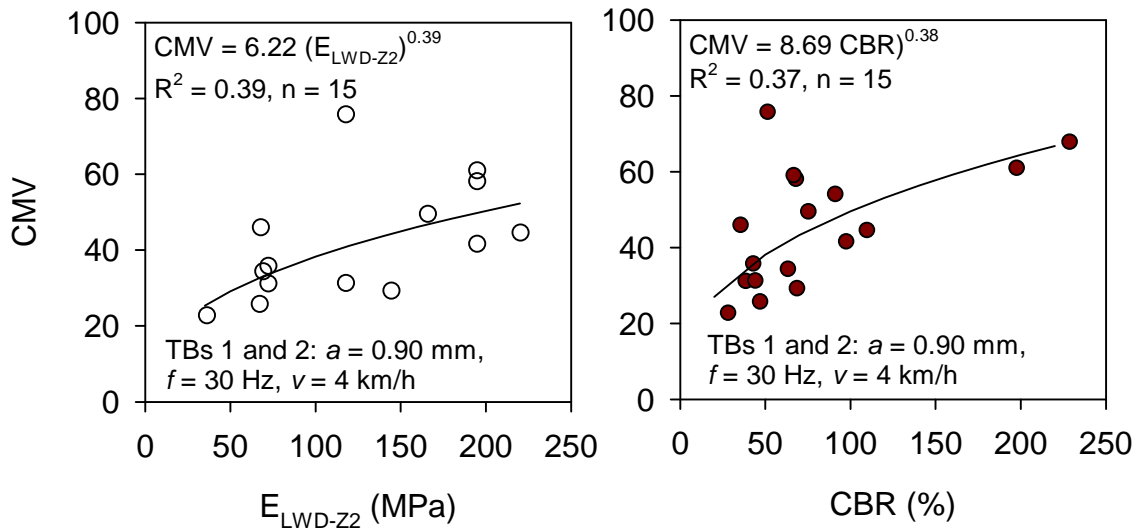 CMV
100
80
60
40
20
0
CMV = 6.22 (E_LWD-Z2)^0.39
R² = 0.39, n = 15
TBs 1 and 2: a = 0.90 mm,
f = 30 Hz, v = 4 km/h
0 50 100 150 200 250
E_LWD-Z2 (MPa)
100
80
60
40
20
0
CMV = 8.69 CBR)^0.38
R² = 0.37, n = 15
TBs 1 and 2: a = 0.90 mm,
f = 30 Hz, v = 4 km/h
0 50 100 150 200 250
CBR (%)